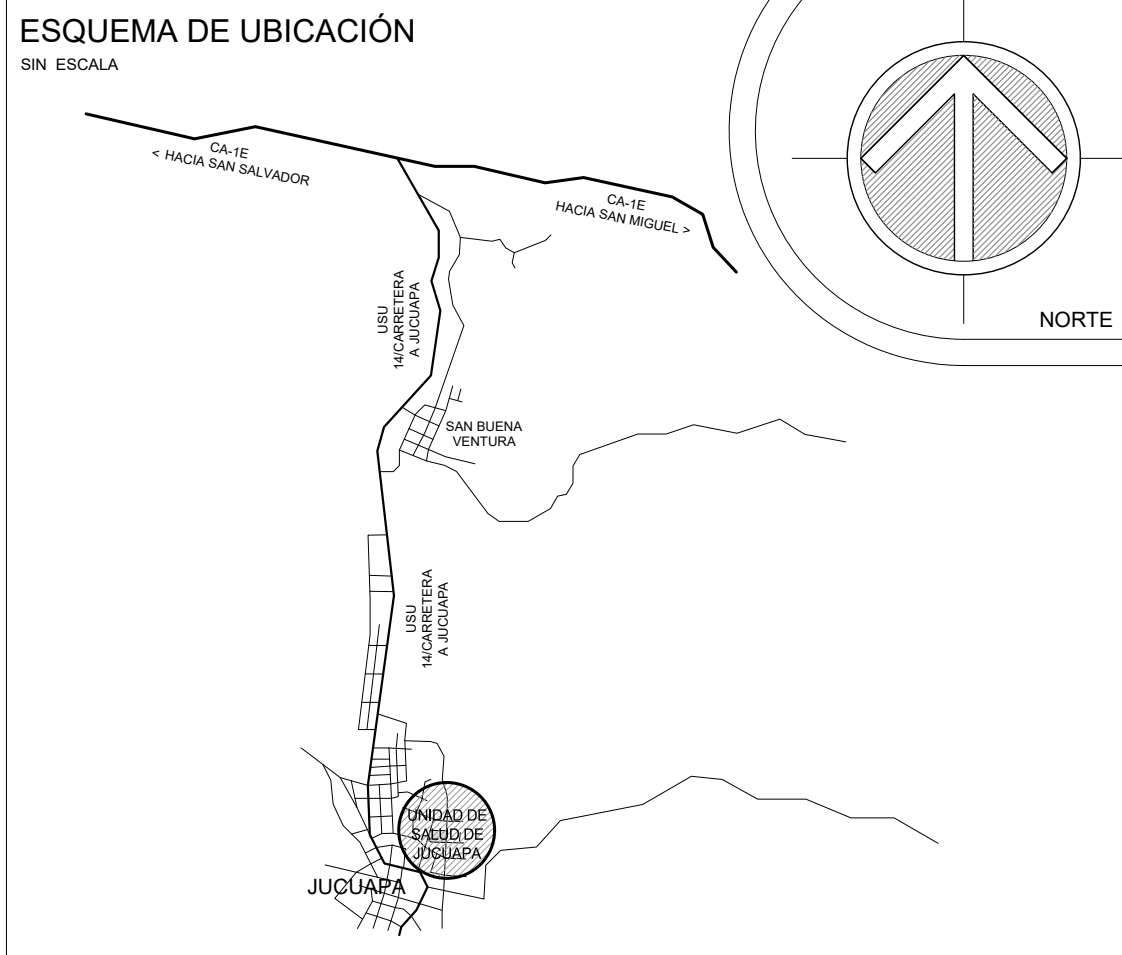 ESQUEMA DE UBICACIÓN
SIN ESCALA
CA-1E
< HACIA SAN SALVADOR
CA-1E
HACIA SAN MIGUEL >
NORTE
USU
14/CARRETERA
A JUCUAPA
SAN BUENA
VENTURA
USU
14/CARRETERA
A JUCUAPA
UNIDAD DE
SALUD DE
JUCUAPA
JUCUAPA